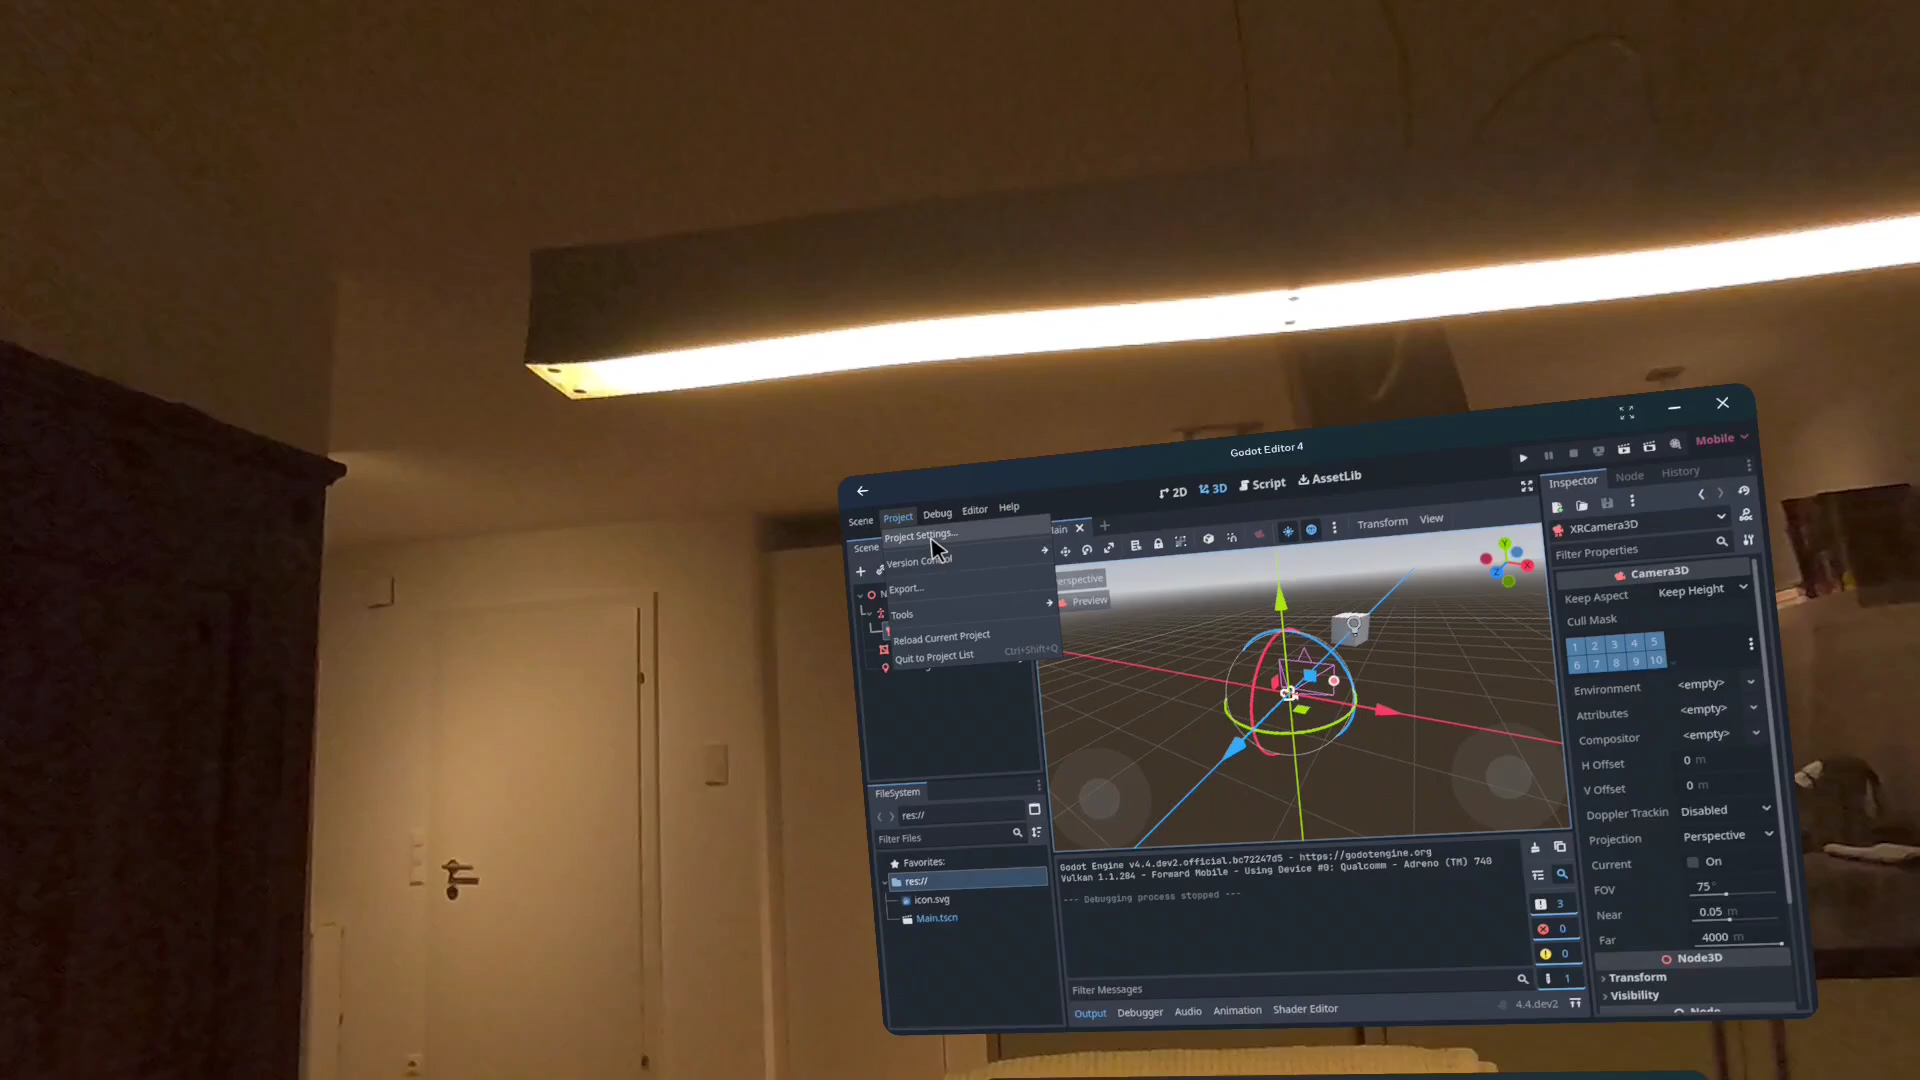 Godot Editor 4
Scene Project Debug Editor Help
2D 3D Script AssetLib
Mobile
Scene
Project Settings...
Version Control
Export...
Tools
Reload Current Project
Quit to Project List Ctrl+Shift+Q
Transform View
Preview
Inspector Node History
XRCamera3D
Filter Properties
Camera3D
Keep Aspect Keep Height
Cull Mask
1 2 3 4 5
6 7 8 9 10
Environment <empty>
Attributes <empty>
Compositor <empty>
H Offset 0 m
V Offset 0 m
Doppler Trackin Disabled
Projection Perspective
Current On
FOV 75 °
Near 0.05 m
Far 4000 m
Node3D
Transform
Visibility
FileSystem
res://
Filter Files
Favorites:
res://
icon.svg
Main.tscn
Godot Engine v4.4.dev2.official.bc72247d5 - https://godotengine.org
Vulkan 1.1.284 - Forward Mobile - Using Device #0: Qualcomm - Adreno (TM) 740
--- Debugging process stopped ---
3
0
0
1
Filter Messages
Output Debugger Audio Animation Shader Editor
4.4.dev2